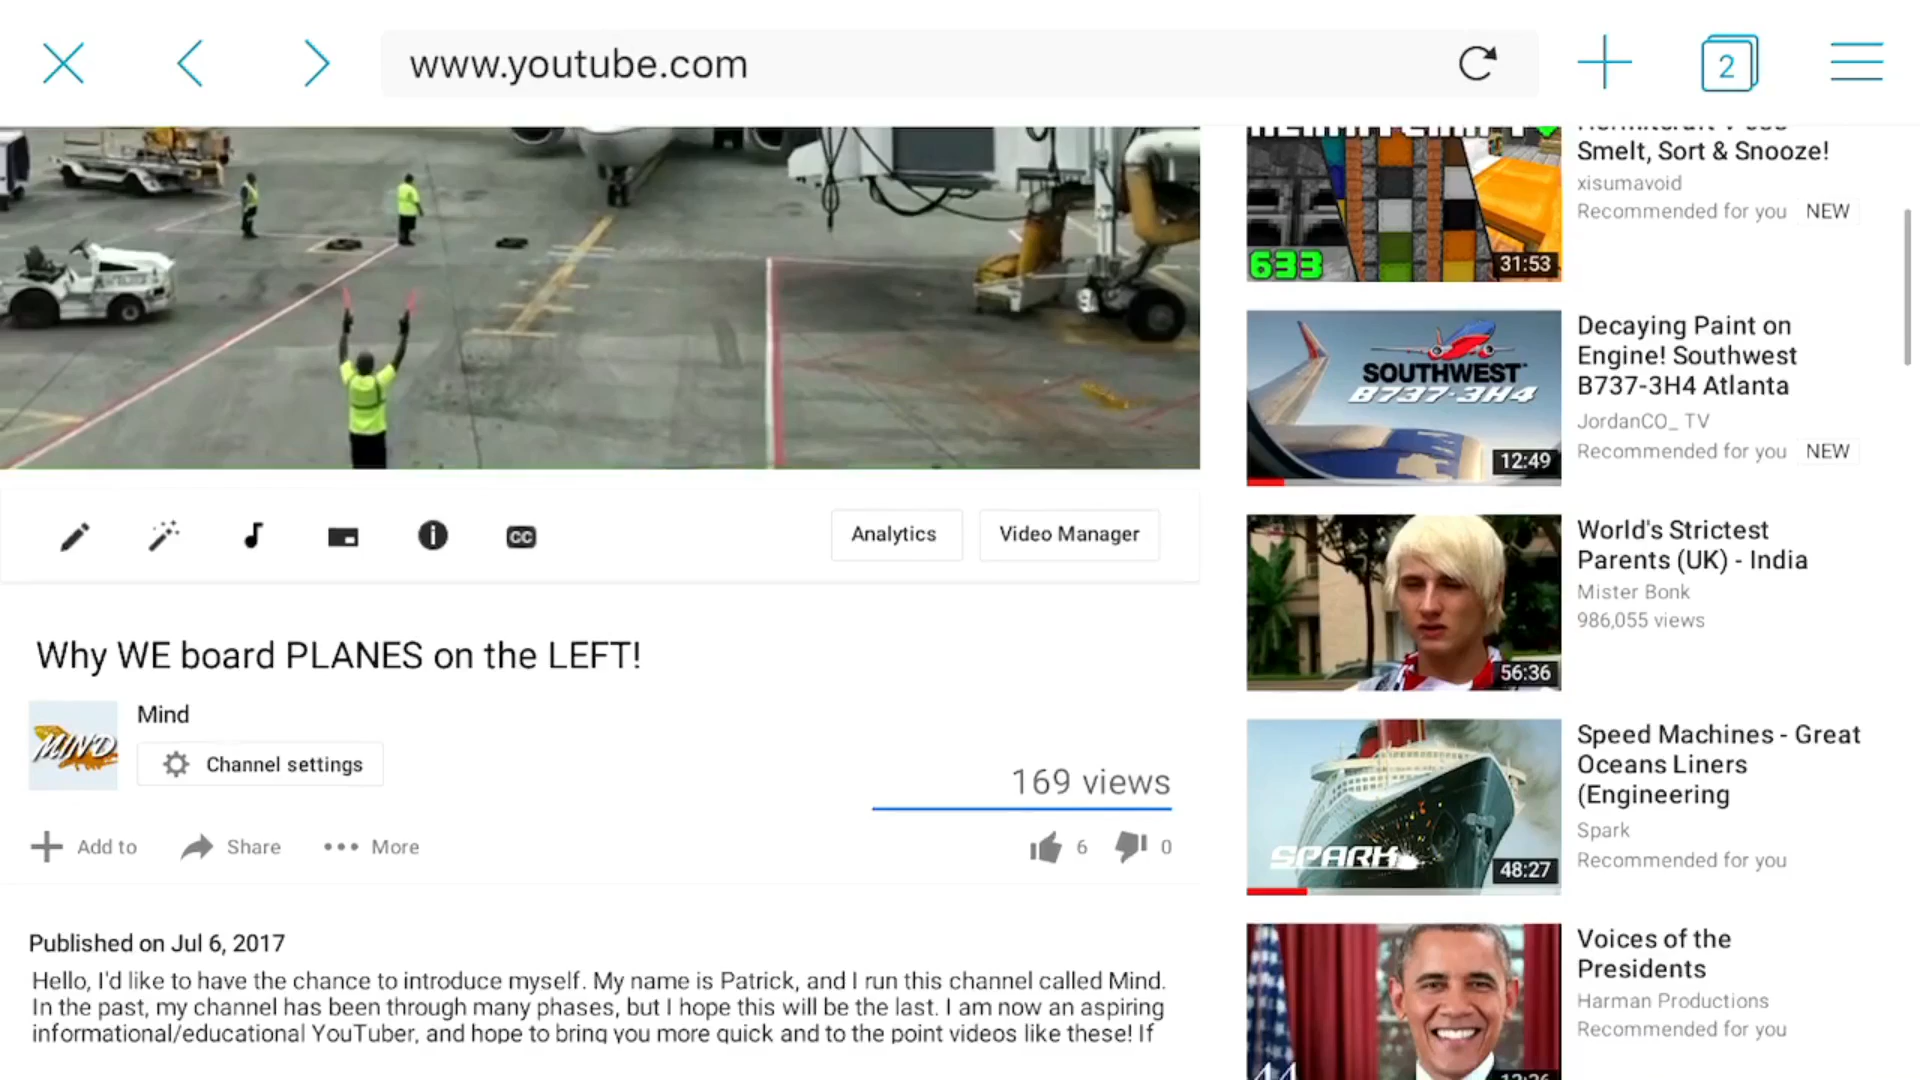 www.youtube.com
2
Smelt, Sort & Snooze!
xisumavoid
Recommended for you NEW
633
31:53
Decaying Paint on
Engine! Southwest
B737-3H4 Atlanta
JordanCO_ TV
Recommended for you NEW
SOUTHWEST
B737-3H4
12:49
World's Strictest
Parents (UK) - India
Mister Bonk
986,055 views
56:36
Speed Machines - Great
Oceans Liners
(Engineering
Spark
Recommended for you
SPARK
48:27
Voices of the
Presidents
Harman Productions
Recommended for you
44
CC
Analytics
Video Manager
Why WE board PLANES on the LEFT!
MIND
Mind
Channel settings
169 views
Add to
Share
More
6
0
Published on Jul 6, 2017
Hello, I'd like to have the chance to introduce myself. My name is Patrick, and I run this channel called Mind.
In the past, my channel has been through many phases, but I hope this will be the last. I am now an aspiring
informational/educational YouTuber, and hope to bring you more quick and to the point videos like these! If